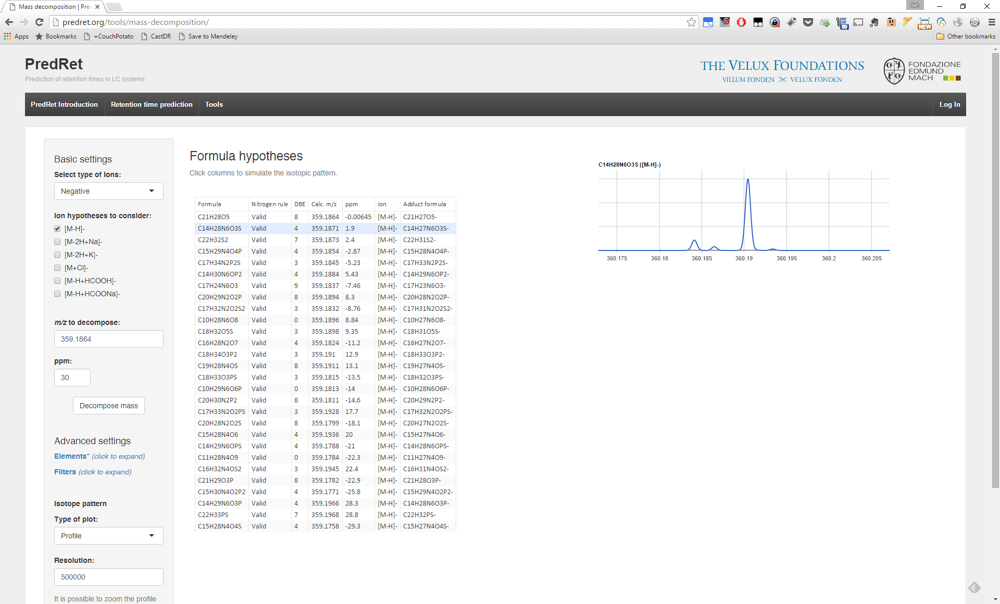 Mass decomposition | Pre
Jan
predret.org/tools/mass-decomposition/
50
NEW
Apps Bookmarks +CouchPotato CastDR Save to Mendeley Other bookmarks
PredRet
Prediction of retention times in LC systems
THE VELUX FOUNDATIONS
VILLUM FONDEN VELUX FONDEN
FONDAZIONE
EDMUND
MACH
PredRet Introduction Retention time prediction Tools Log In
Basic settings
Select type of Ions:
Negative
Ion hypotheses to consider:
[M-H]-
[M-2H+Na]-
[M-2H+K]-
[M+Cl]-
[M-H+HCOOH]-
[M-H+HCOONa]-
m/z to decompose:
359.1864
ppm:
30
Decompose mass
Advanced settings
Elements* (click to expand)
Filters (click to expand)
Isotope pattern
Type of plot:
Profile
Resolution:
500000
It is possible to zoom the profile
Formula hypotheses
Click columns to simulate the isotopic pattern.
Formula Nitrogen rule DBE Calc. m/z ppm Ion Adduct formula
C21H28O5 Valid 8 359.1864 -0.00645 [M-H]- C21H27O5-
C14H28N6O3S Valid 4 359.1871 1.9 [M-H]- C14H27N6O3S-
C22H32S2 Valid 7 359.1873 2.4 [M-H]- C22H31S2-
C15H29N4O4P Valid 4 359.1854 -2.87 [M-H]- C15H28N4O4P-
C17H34N2P2S Valid 3 359.1845 -5.23 [M-H]- C17H33N2P2S-
C14H30N6OP2 Valid 4 359.1884 5.43 [M-H]- C14H29N6OP2-
C17H24N6O3 Valid 9 359.1837 -7.46 [M-H]- C17H23N6O3-
C20H29N2O2P Valid 8 359.1894 8.3 [M-H]- C20H28N2O2P-
C17H32N2O2S2 Valid 3 359.1832 -8.76 [M-H]- C17H31N2O2S2-
C10H28N6O8 Valid 0 359.1896 8.84 [M-H]- C10H27N6O8-
C18H32O5S Valid 3 359.1898 9.35 [M-H]- C18H31O5S-
C16H28N2O7 Valid 4 359.1824 -11.2 [M-H]- C16H27N2O7-
C18H34O3P2 Valid 3 359.191 12.9 [M-H]- C18H33O3P2-
C19H28N4OS Valid 8 359.1911 13.1 [M-H]- C19H27N4OS-
C18H33O3PS Valid 3 359.1815 -13.5 [M-H]- C18H32O3PS-
C10H29N6O6P Valid 0 359.1813 -14 [M-H]- C10H28N6O6P-
C20H30N2P2 Valid 8 359.1811 -14.6 [M-H]- C20H29N2P2-
C17H33N2O2PS Valid 3 359.1928 17.7 [M-H]- C17H32N2O2PS-
C20H28N2O2S Valid 8 359.1799 -18.1 [M-H]- C20H27N2O2S-
C15H28N4O6 Valid 4 359.1936 20 [M-H]- C15H27N4O6-
C14H29N6OPS Valid 4 359.1788 -21 [M-H]- C14H28N6OPS-
C11H28N4O9 Valid 0 359.1784 -22.3 [M-H]- C11H27N4O9-
C16H32N4OS2 Valid 3 359.1945 22.4 [M-H]- C16H31N4OS2-
C21H29O3P Valid 8 359.1782 -22.9 [M-H]- C21H28O3P-
C15H30N4O2P2 Valid 4 359.1771 -25.8 [M-H]- C15H29N4O2P2-
C14H29N6O3P Valid 4 359.1966 28.3 [M-H]- C14H28N6O3P-
C22H33PS Valid 7 359.1968 28.8 [M-H]- C22H32PS-
C15H28N4O4S Valid 4 359.1758 -29.3 [M-H]- C15H27N4O4S-
C14H28N6O3S ([M-H]-)
360.175 360.18 360.185 360.19 360.195 360.2 360.205